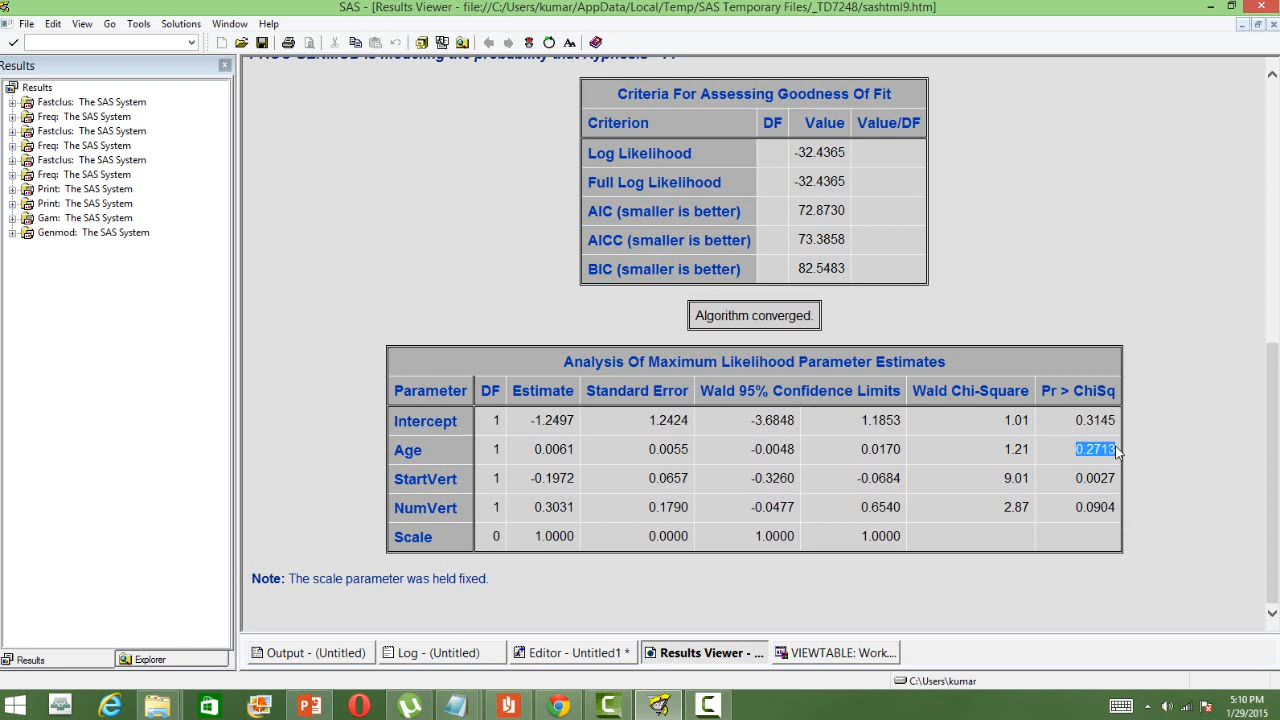 SAS - [Results Viewer - file://C:/Users/kumar/AppData/Local/Temp/SAS Temporary Files/_TD7248/sashtml9.htm]
File Edit View Go Tools Solutions Window Help
Results
Results
Fastclus: The SAS System
Freq: The SAS System
Fastclus: The SAS System
Freq: The SAS System
Fastclus: The SAS System
Freq: The SAS System
Print: The SAS System
Print: The SAS System
Gam: The SAS System
Genmod: The SAS System
Criteria For Assessing Goodness Of Fit
Criterion DF Value Value/DF
Log Likelihood -32.4365
Full Log Likelihood -32.4365
AIC (smaller is better) 72.8730
AICC (smaller is better) 73.3858
BIC (smaller is better) 82.5483
Algorithm converged.
Analysis Of Maximum Likelihood Parameter Estimates
Parameter DF Estimate Standard Error Wald 95% Confidence Limits Wald Chi-Square Pr > ChiSq
Intercept 1 -1.2497 1.2424 -3.6848 1.1853 1.01 0.3145
Age 1 0.0061 0.0055 -0.0048 0.0170 1.21 0.2713
StartVert 1 -0.1972 0.0657 -0.3260 -0.0684 9.01 0.0027
NumVert 1 0.3031 0.1790 -0.0477 0.6540 2.87 0.0904
Scale 0 1.0000 0.0000 1.0000 1.0000
Note: The scale parameter was held fixed.
Results Explorer
Output - (Untitled) Log - (Untitled) Editor - Untitled1 * Results Viewer - ... VIEWTABLE: Work....
C:\Users\kumar
5:10 PM
1/29/2015